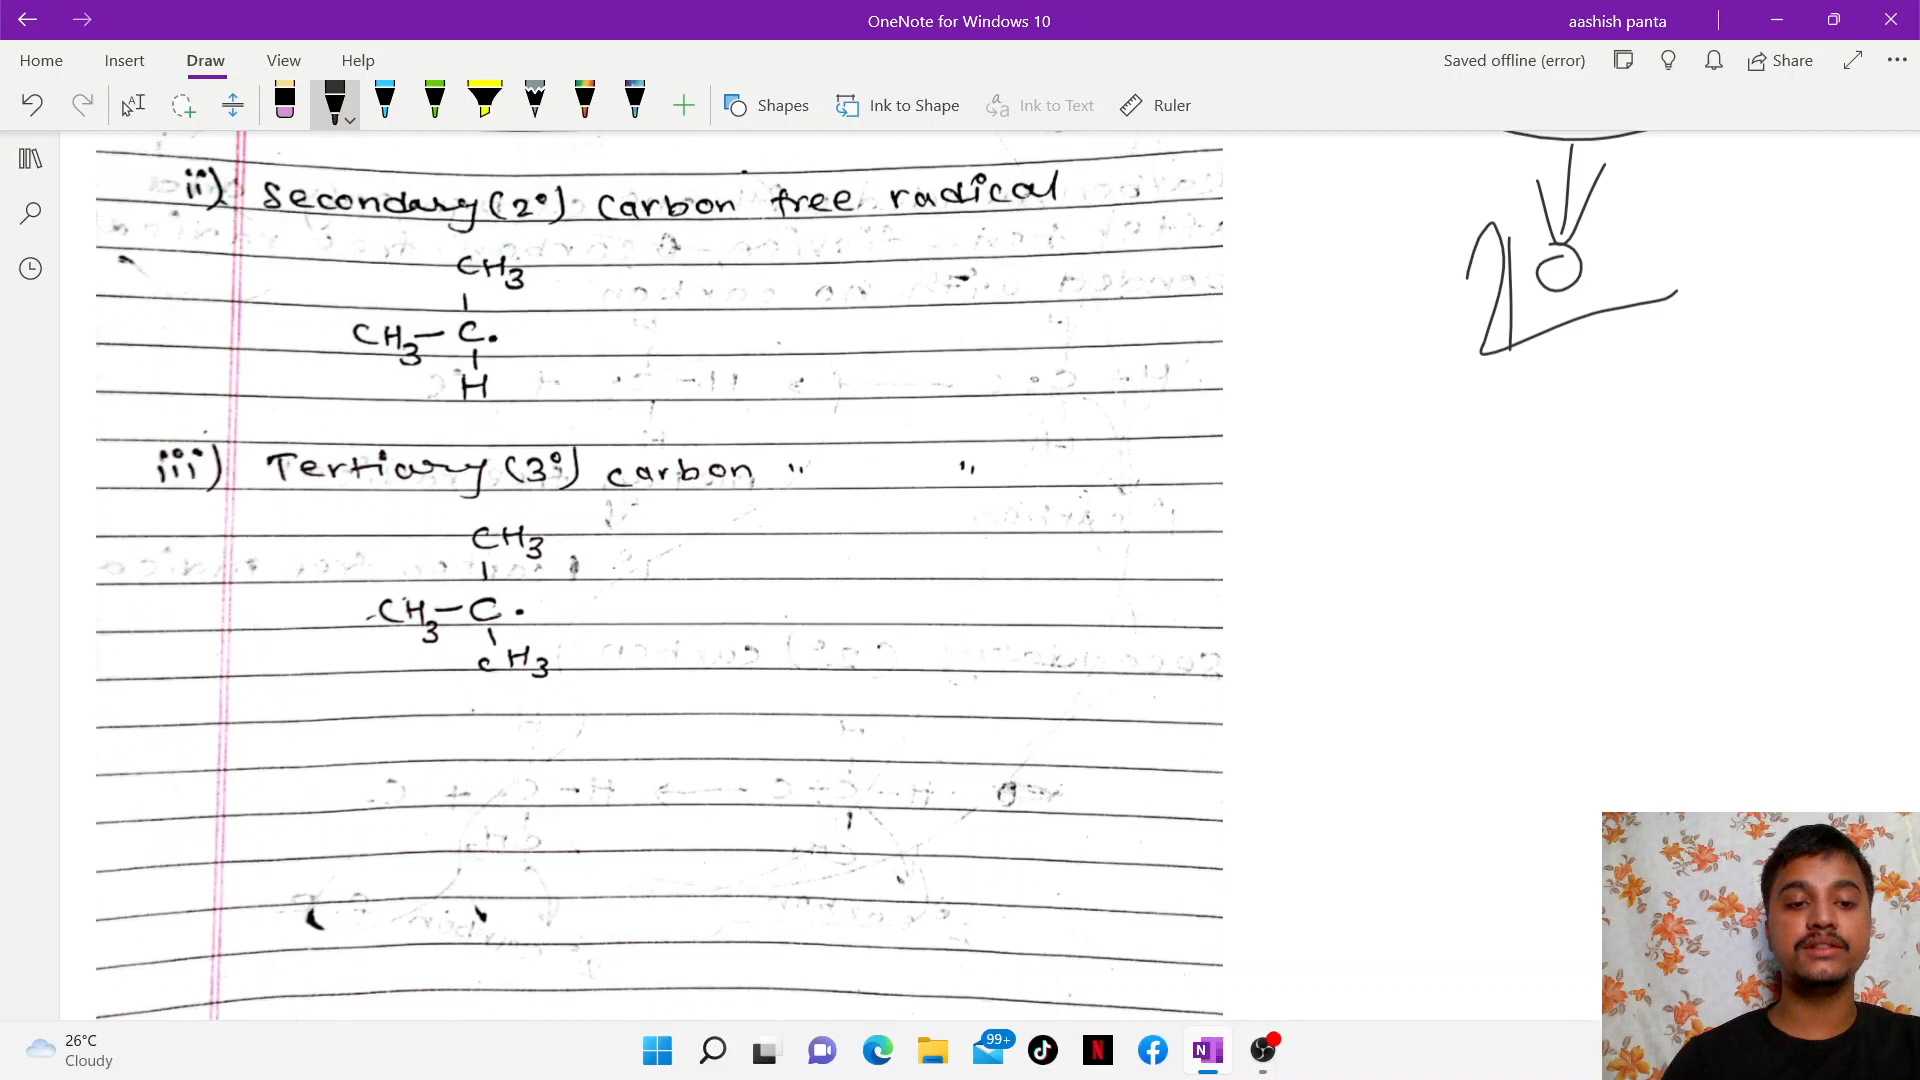 OneNote for Windows 10
aashish panta
Home Insert Draw View Help
Saved offline (error)
Share
Shapes
Ink to Shape
Ink to Text
Ruler
ii) Secondary (2°) carbon free radical
CH3
CH3 – C.
H
iii) Tertiary (3°) carbon " "
CH3
CH3 – C .
CH3
26°C
Cloudy
99+
N
N